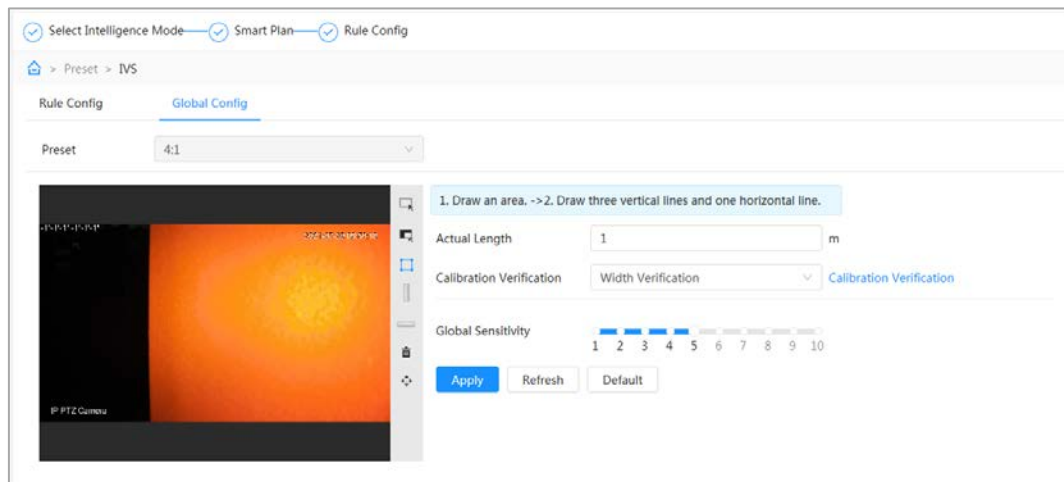 Select Intelligence Mode Smart Plan Rule Config
> Preset > IVS
Rule Config Global Config
Preset 4:1
1. Draw an area. ->2. Draw three vertical lines and one horizontal line.
Actual Length 1 m
Calibration Verification Width Verification Calibration Verification
Global Sensitivity
1 2 3 4 5 6 7 8 9 10
Apply Refresh Default
IP PTZ Camera